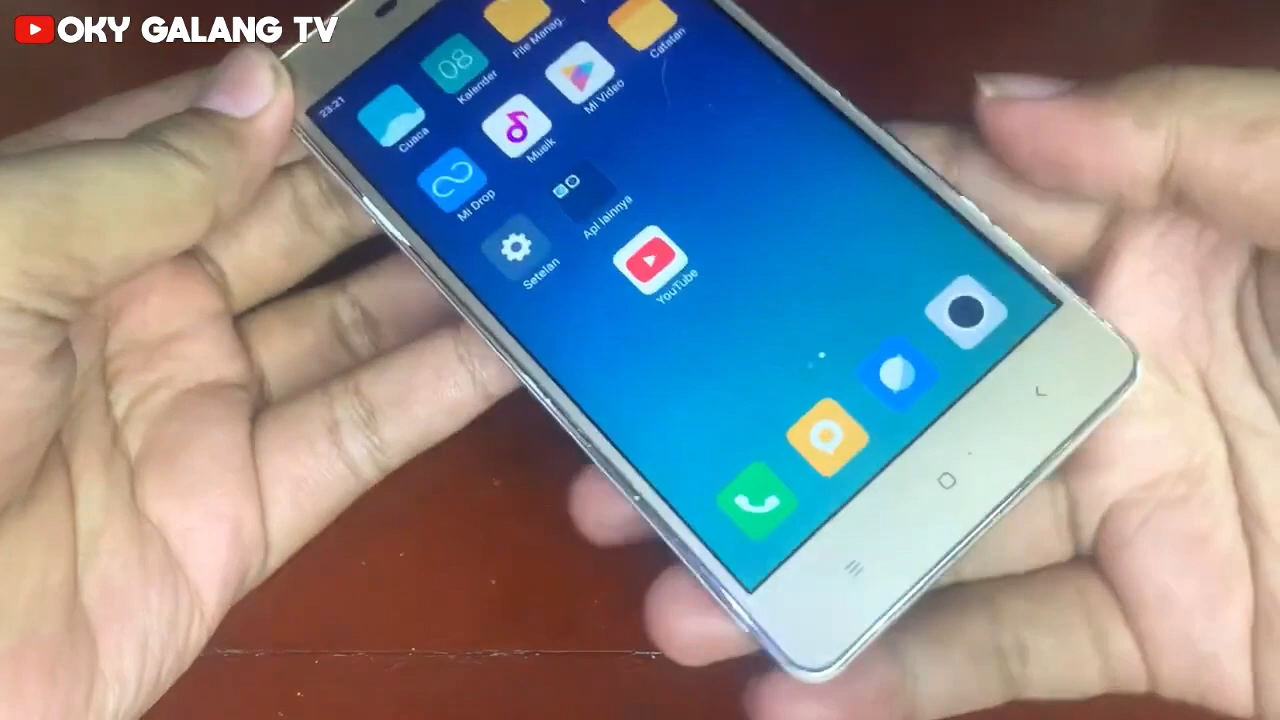 OKY GALANG TV
23.21
Cuaca
08
Kalender
File Manag..
Mi Drop
Musik
Mi Video
Catatan
Setelan
Apl lainnya
YouTube